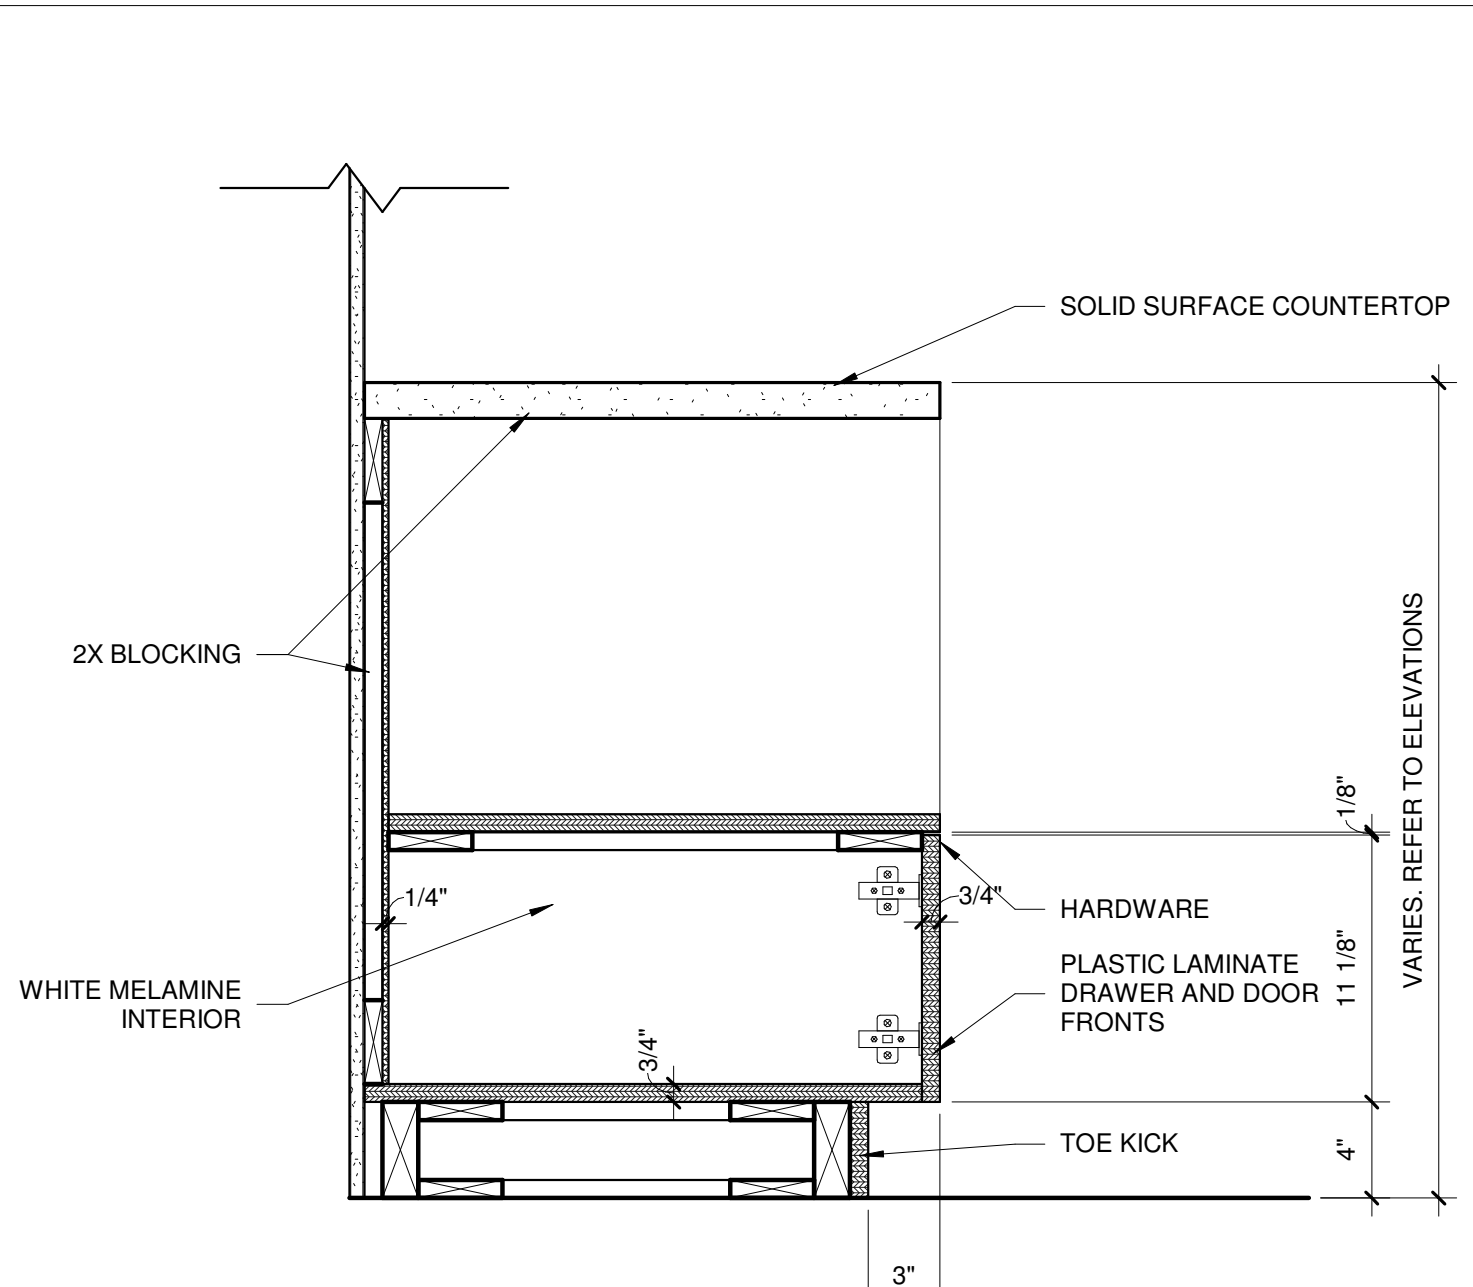 SOLID SURFACE COUNTERTOP
2X BLOCKING
VARIES. REFER TO ELEVATIONS
1/8"
1/4"
3/4"
HARDWARE
PLASTIC LAMINATE
DRAWER AND DOOR
FRONTS
11 1/8"
WHITE MELAMINE
INTERIOR
3/4"
TOE KICK
4"
3"